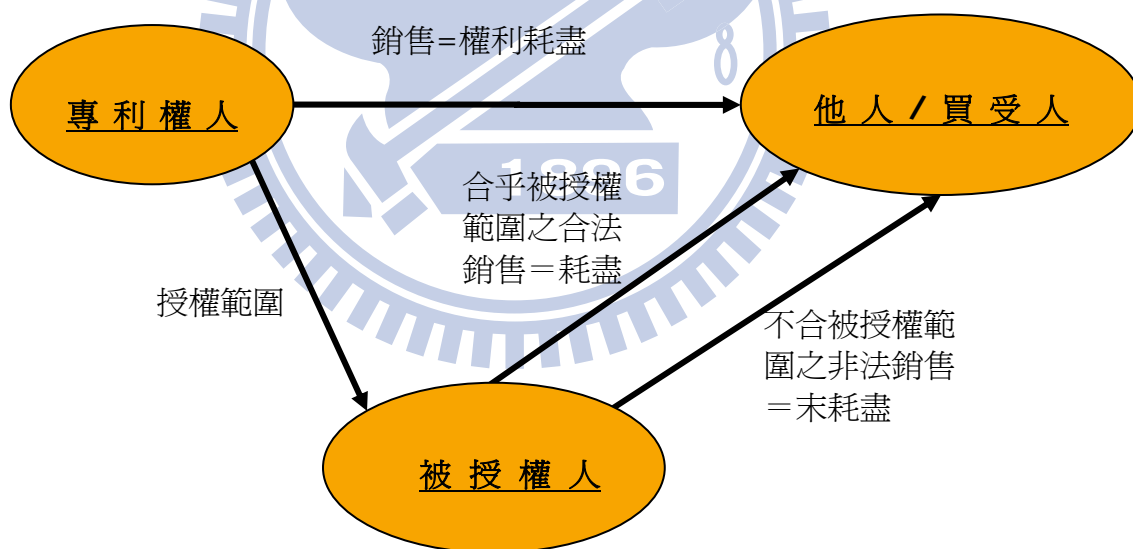 銷售=權利耗盡
專利權人
他人/買受人
1896
合乎被授權
範圍之合法
銷售＝耗盡
授權範圍
不合被授權範
圍之非法銷售
＝末耗盡
被授權人